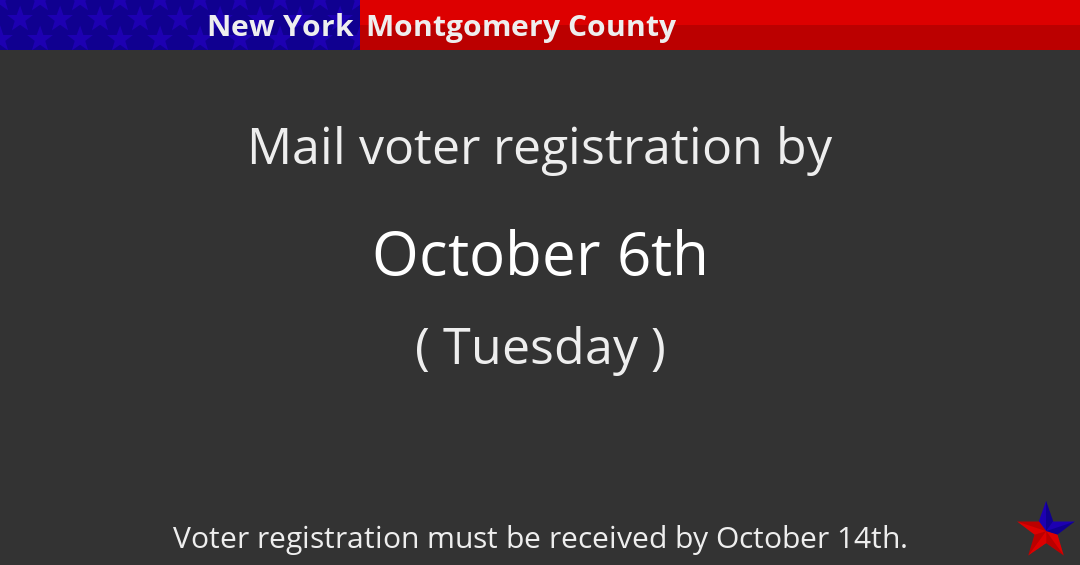 New York Montgomery County
Mail voter registration by
October 6th
( Tuesday )
Voter registration must be received by October 14th.